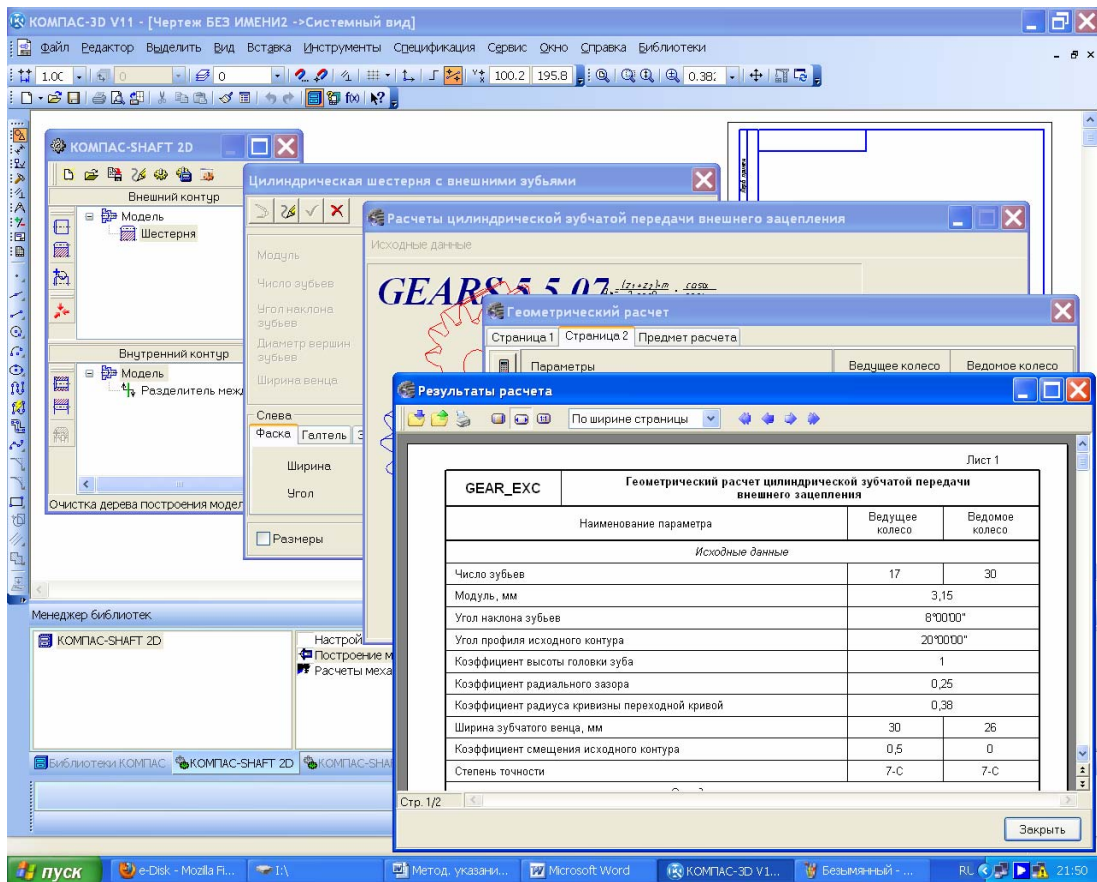 КОМПАС-3D V11 - [Чертеж БЕЗ ИМЕНИ2 ->Системный вид]
Файл Редактор Выделить Вид Вставка Инструменты Спецификация Сервис Окно Справка Библиотеки
0 0 100.2 195.8
КОМПАС-SHAFT 2D
Внешний контур
Модель
Шестерня
Внутренний контур
Модель
Разделитель меж
Очистка дерева построения модел
Цилиндрическая шестерня с внешними зубьями
Модуль
Число зубьев
Угол наклона
зубьев
Диаметр вершин
зубьев
Ширина венца
Слева
Фаска Галтель
Ширина
Угол
Размеры
Расчеты цилиндрической зубчатой передачи внешнего зацепления
Исходные данные
GEARS 5.5.07
Геометрический расчет
Страница 1 Страница 2 Предмет расчета
Параметры Ведущее колесо Ведомое колесо
Результаты расчета
По ширине страницы
Лист 1
GEAR_EXC Геометрический расчет цилиндрической зубчатой передачи
внешнего зацепления
Наименование параметра Ведущее колесо Ведомое колесо
Исходные данные
Число зубьев 17 30
Модуль, мм 3,15
Угол наклона зубьев 8°00'00"
Угол профиля исходного контура 20°00'00"
Коэффициент высоты головки зуба 1
Коэффициент радиального зазора 0,25
Коэффициент радиуса кривизны переходной кривой 0,38
Ширина зубчатого венца, мм 30 26
Коэффициент смещения исходного контура 0,5 0
Степень точности 7-C 7-C
Стр. 1/2
Закрыть
Менеджер библиотек
КОМПАС-SHAFT 2D
Настрой
Построение м
Расчеты меха
Библиотеки КОМПАС КОМПАС-SHAFT 2D КОМПАС-SHA
пуск e-Disk - Mozilla Fi... I:\ Метод. указани... Microsoft Word КОМПАС-3D V1... Безымянный - ... RL 21:50